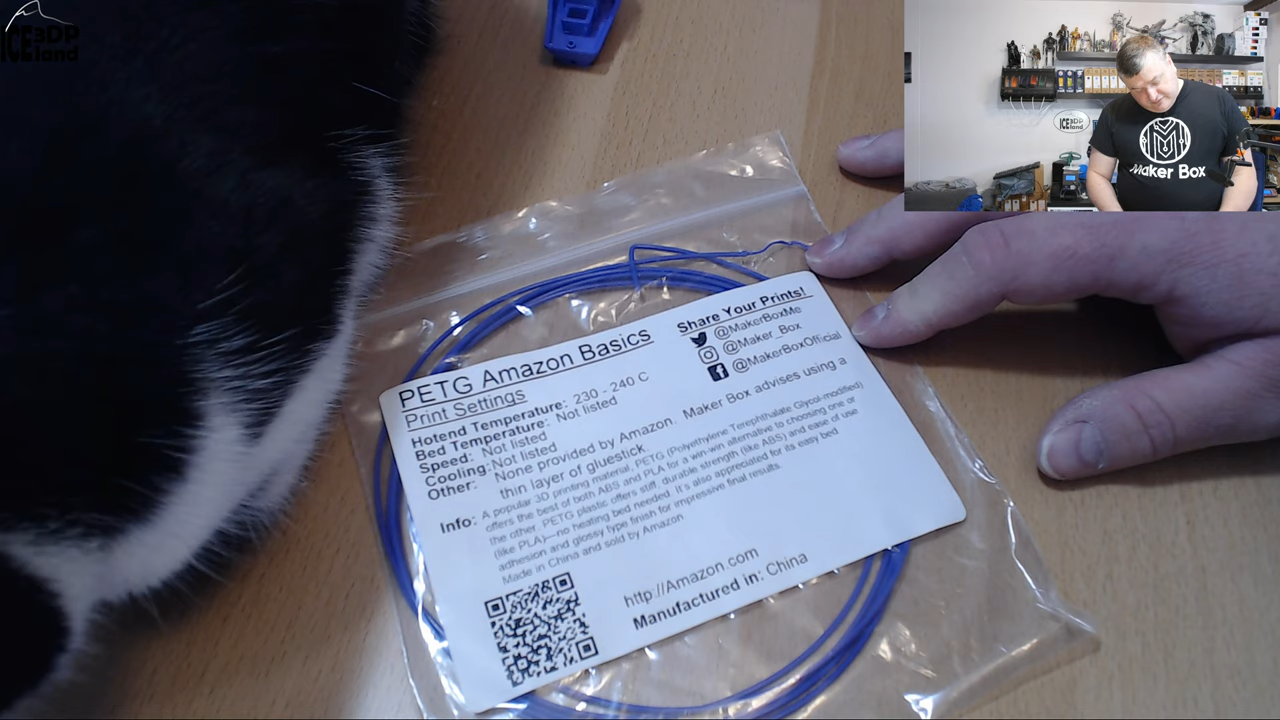 ICE 3DP
land
Maker Box
ICE 3DP
land
PETG Amazon Basics
Print Settings
Hotend Temperature: 230 - 240 C
Bed Temperature: Not listed
Speed: Not listed
Cooling: Not listed
Other: None provided by Amazon. Maker Box advises using a
thin layer of gluestick.
Info: A popular 3D printing material, PETG (Polyethylene Terephthalate Glycol-modified)
offers the best of both ABS and PLA for a win-win alternative to choosing one or
the other. PETG plastic offers stiff, durable strength (like ABS) and ease of use
(like PLA)—no heating bed needed. It's also appreciated for its easy bed
adhesion and glossy type finish for impressive final results.
Made in China and sold by Amazon
Share Your Prints!
@MakerBoxMe
@Maker_Box
@MakerBoxOfficial
http://Amazon.com
Manufactured in: China